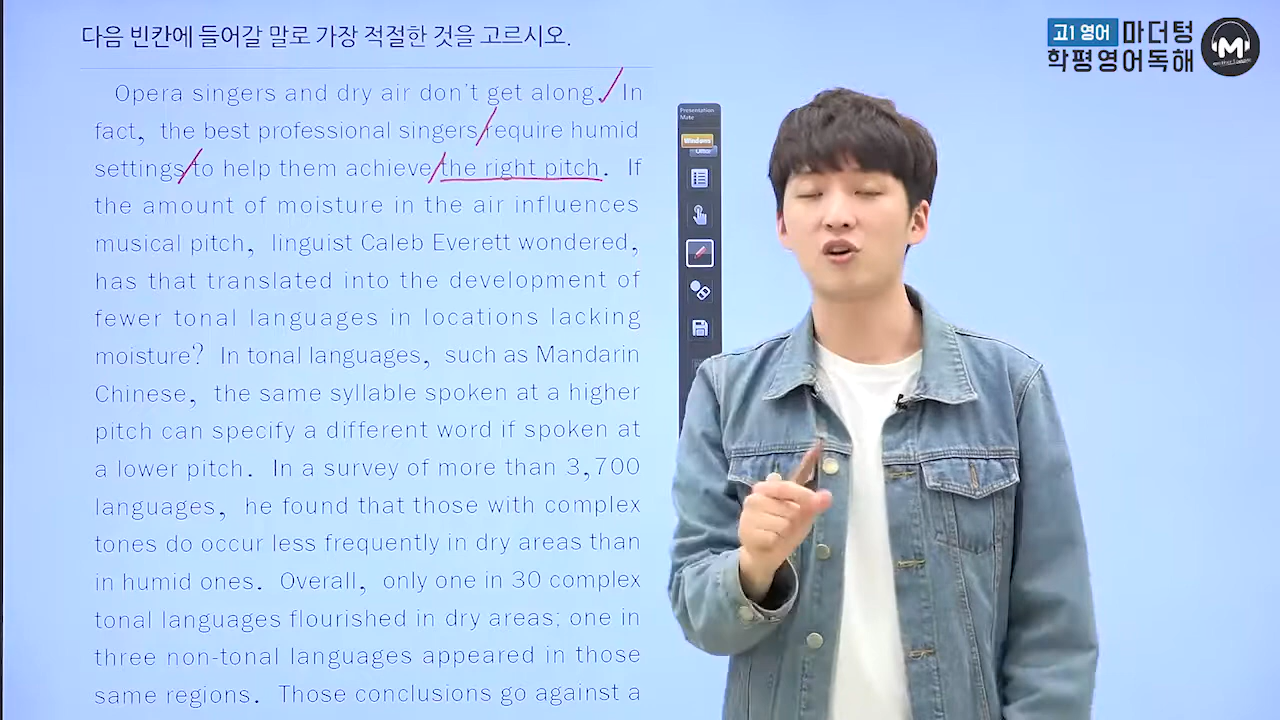 다음 빈칸에 들어갈 말로 가장 적절한 것을 고르시오.
Opera singers and dry air don't get along. In
fact, the best professional singers require humid
settings to help them achieve the right pitch. If
the amount of moisture in the air influences
musical pitch, linguist Caleb Everett wondered,
has that translated into the development of
fewer tonal languages in locations lacking
moisture? In tonal languages, such as Mandarin
Chinese, the same syllable spoken at a higher
pitch can specify a different word if spoken at
a lower pitch. In a survey of more than 3,700
languages, he found that those with complex
tones do occur less frequently in dry areas than
in humid ones. Overall, only one in 30 complex
tonal languages flourished in dry areas; one in
three non-tonal languages appeared in those
same regions. Those conclusions go against a
Presentation
Mate
Windows
고1 영어 마더텅
학평영어독해
M